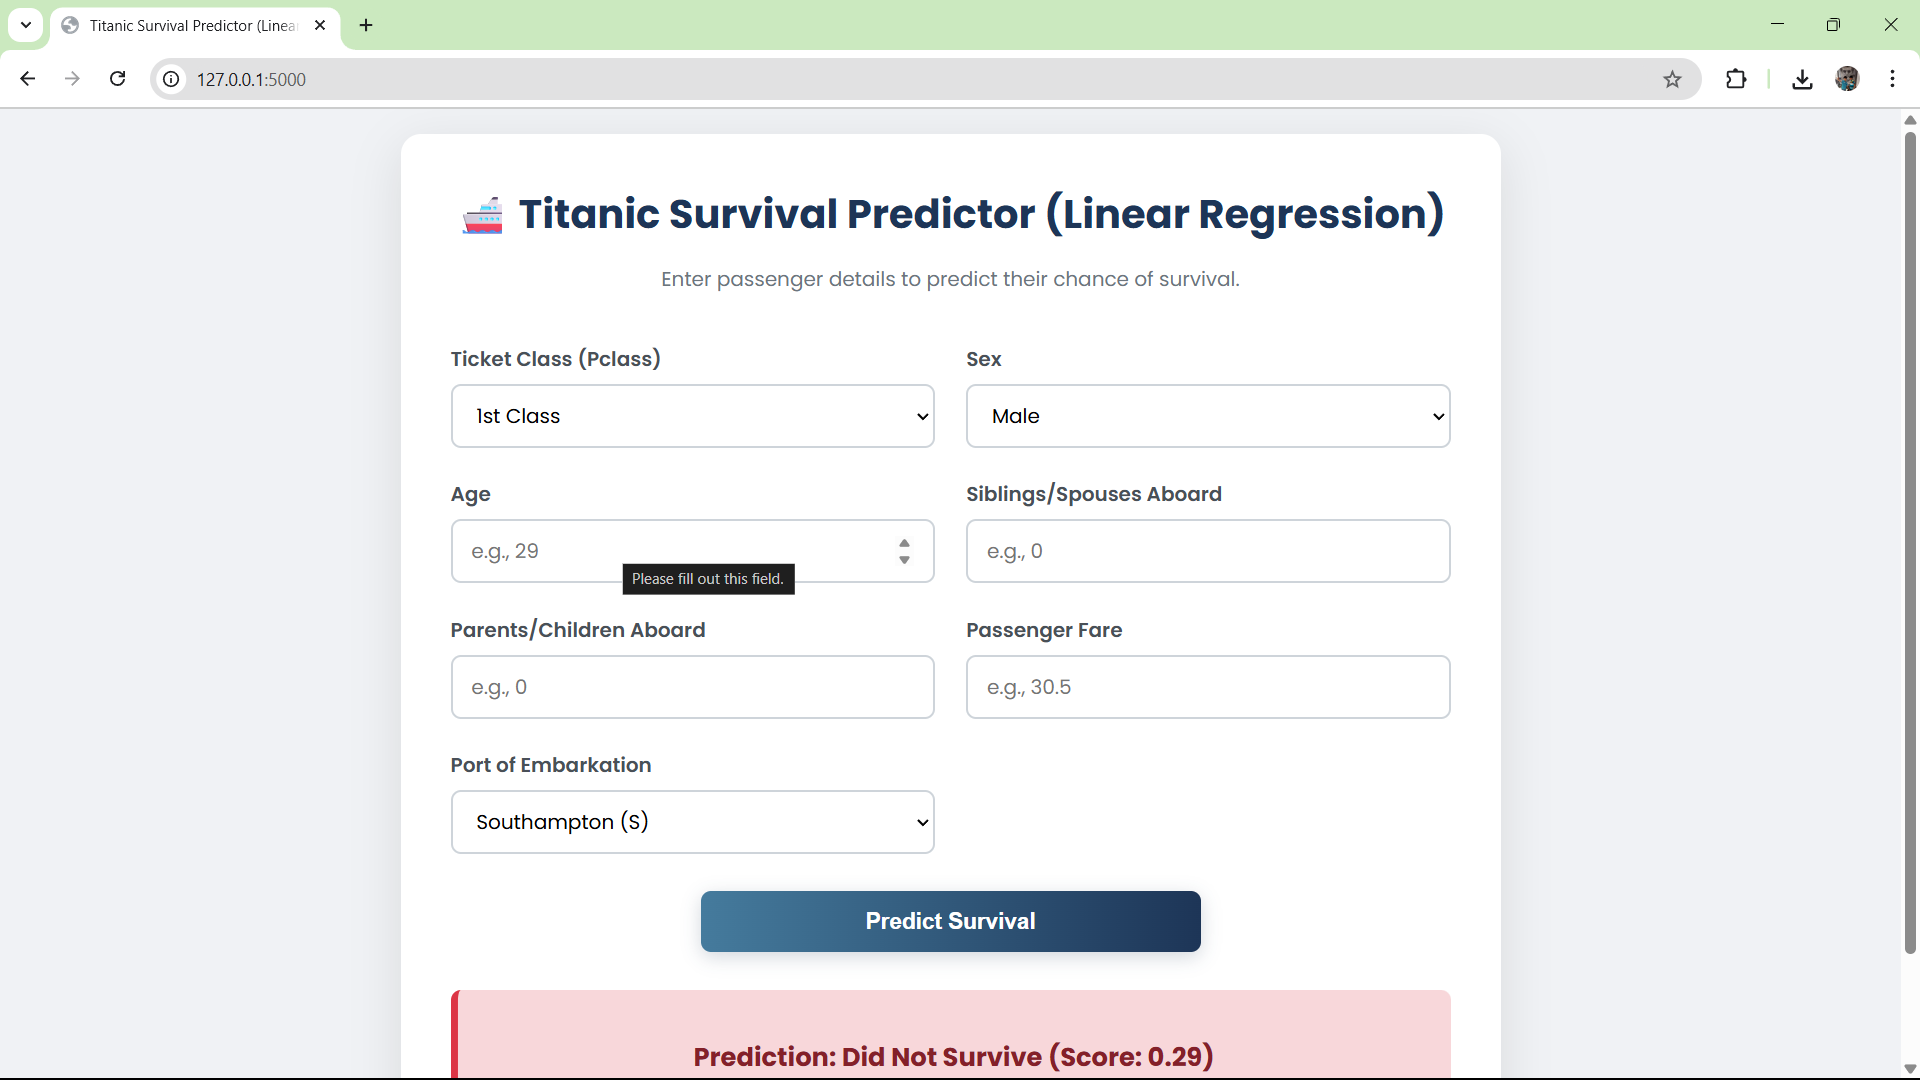 Titanic Survival Predictor (Linea
127.0.0.1:5000
Titanic Survival Predictor (Linear Regression)
Enter passenger details to predict their chance of survival.
Ticket Class (Pclass)
Sex
1st Class
Male
Age
Siblings/Spouses Aboard
e.g., 29
e.g., 0
Please fill out this field.
Parents/Children Aboard
Passenger Fare
e.g., 0
e.g., 30.5
Port of Embarkation
Southampton (S)
Predict Survival
Prediction: Did Not Survive (Score: 0.29)